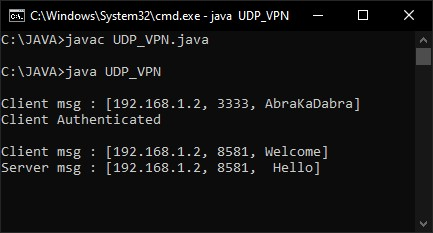 C:\Windows\System32\cmd.exe - java  UDP_VPN
C:\JAVA>javac UDP_VPN.java
C:\JAVA>java UDP_VPN
Client msg : [192.168.1.2, 3333, AbraKaDabra]
Client Authenticated
Client msg : [192.168.1.2, 8581, Welcome]
Server msg : [192.168.1.2, 8581,  Hello]